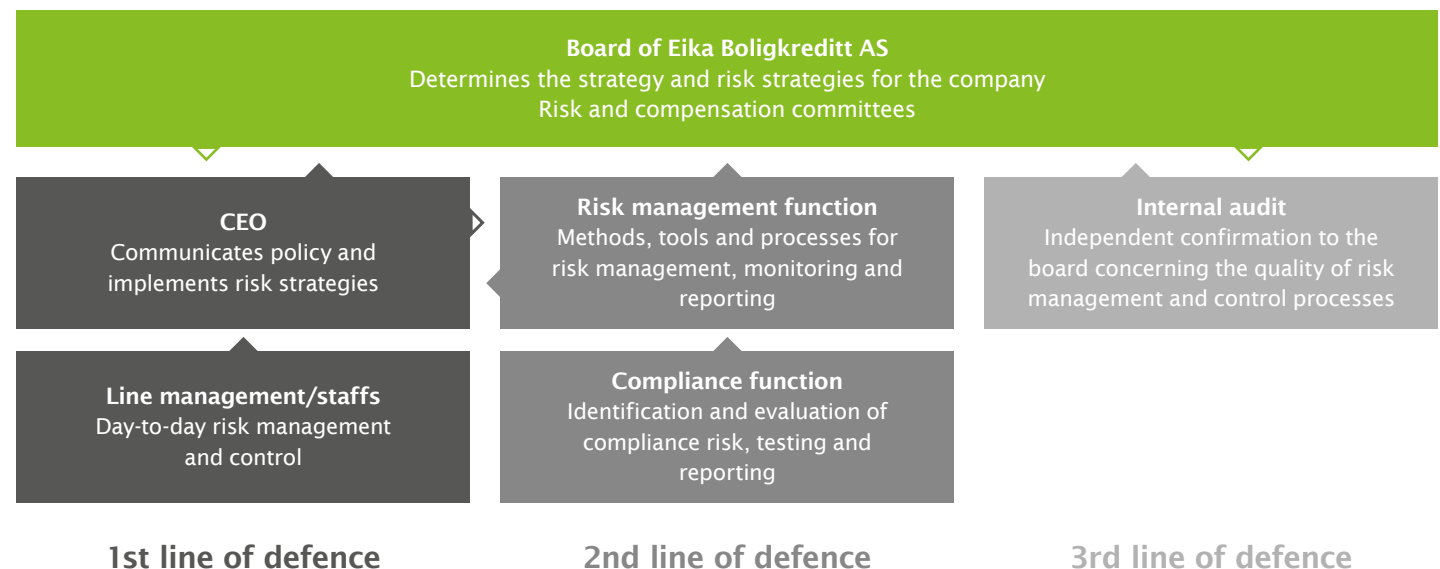 Board of Eika Boligkreditt AS
Determines the strategy and risk strategies for the company
Risk and compensation committees
CEO
Communicates policy and
implements risk strategies
Risk management function
Methods, tools and processes for
risk management, monitoring and
reporting
Internal audit
Independent confirmation to the
board concerning the quality of risk
management and control processes
Line management/staffs
Day-to-day risk management
and control
Compliance function
Identification and evaluation of
compliance risk, testing and
reporting
1st line of defence
2nd line of defence
3rd line of defence